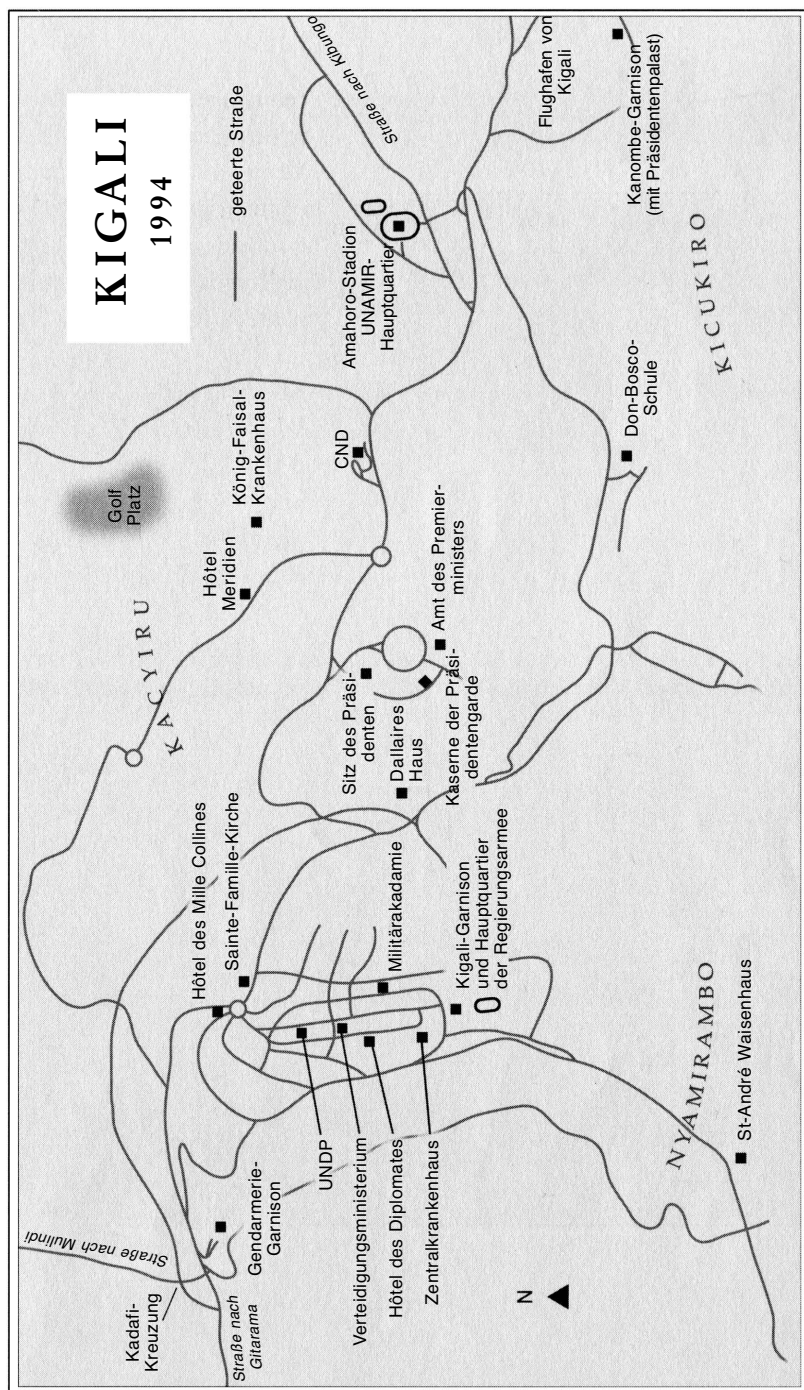 KIGALI
1994
geteerte Straße
Straße nach Mulindi
Kadafi-
Kreuzung
Straße nach
Gitarama
Gendarmerie-
Garnison
Hôtel des Mille Collines
Sainte-Famille-Kirche
UNDP
Verteidigungsministerium
Hôtel des Diplomates
Zentralkrankenhaus
Militärakadamie
Kigali-Garnison
und Hauptquartier
der Regierungsarmee
NYAMIRAMBO
St-André Waisenhaus
N
KACYIRU
Golf
Platz
Hôtel
Meridien
König-Faisal-
Krankenhaus
CND
Sitz des Präsi-
denten
Dallaires
Haus
Kaserne der Präsi-
dentengarde
Amt des Premier-
ministers
Amahoro-Stadion
UNAMIR-
Hauptquartier
Straße nach Kibungo
Flughafen von
Kigali
Kanombe-Garnison
(mit Präsidentenpalast)
KICUKIRO
Don-Bosco-
Schule